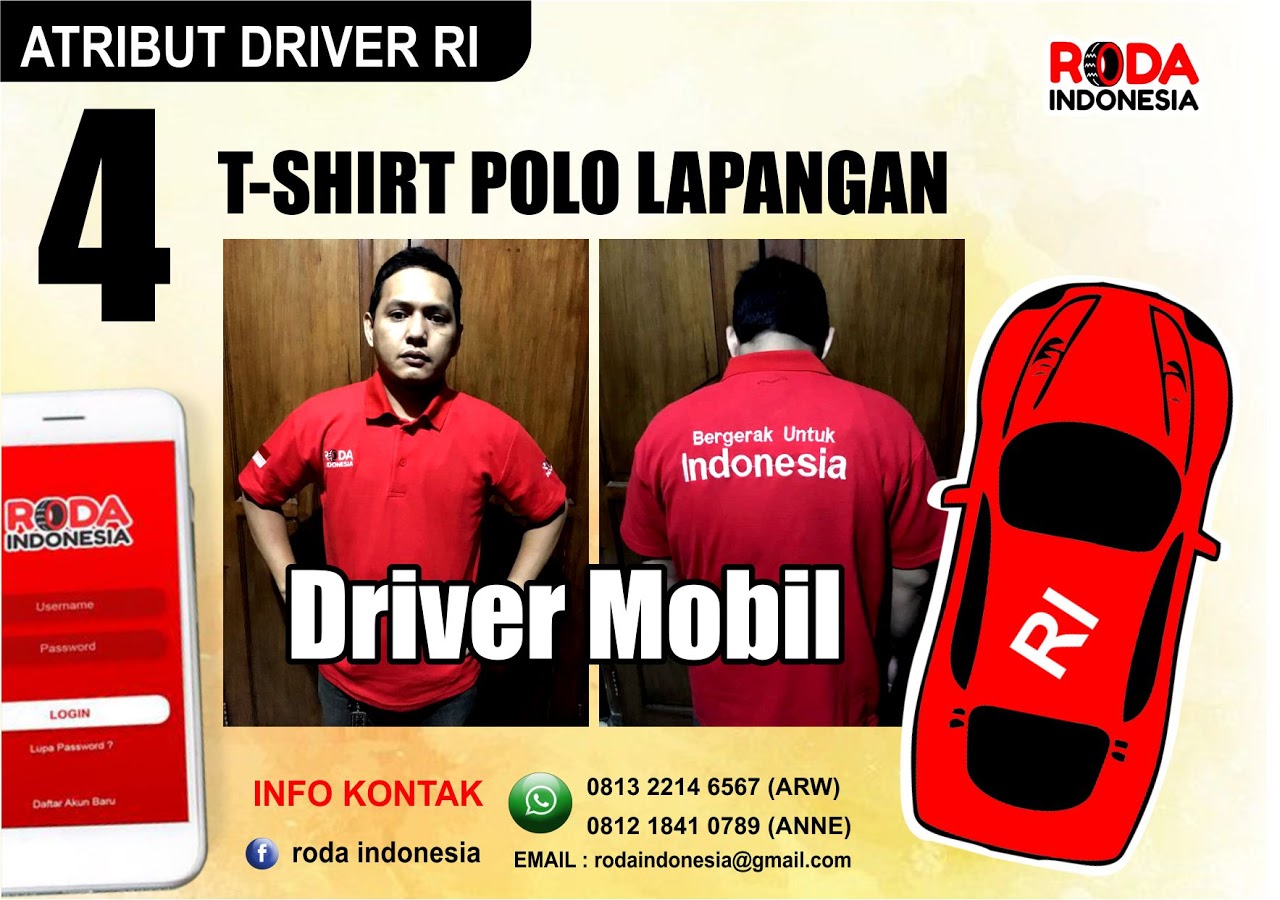 ATRIBUT DRIVER RI
RODA
INDONESIA
4
T-SHIRT POLO LAPANGAN
RODA
INDONESIA
Bergerak Untuk
Indonesia
Driver Mobil
RI
RODA
INDONESIA
Username
Password
LOGIN
Lupa Password ?
Daftar Akun Baru
INFO KONTAK
roda indonesia
0813 2214 6567 (ARW)
0812 1841 0789 (ANNE)
EMAIL : rodaindonesia@gmail.com